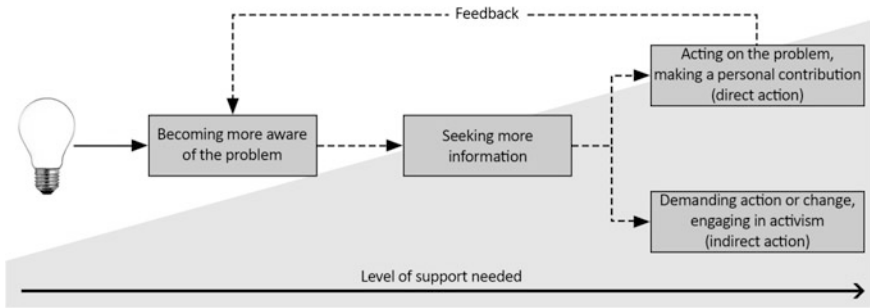 Feedback
Acting on the problem,
making a personal contribution
(direct action)
Becoming more aware
of the problem
Seeking more
information
Demanding action or change,
engaging in activism
(indirect action)
Level of support needed